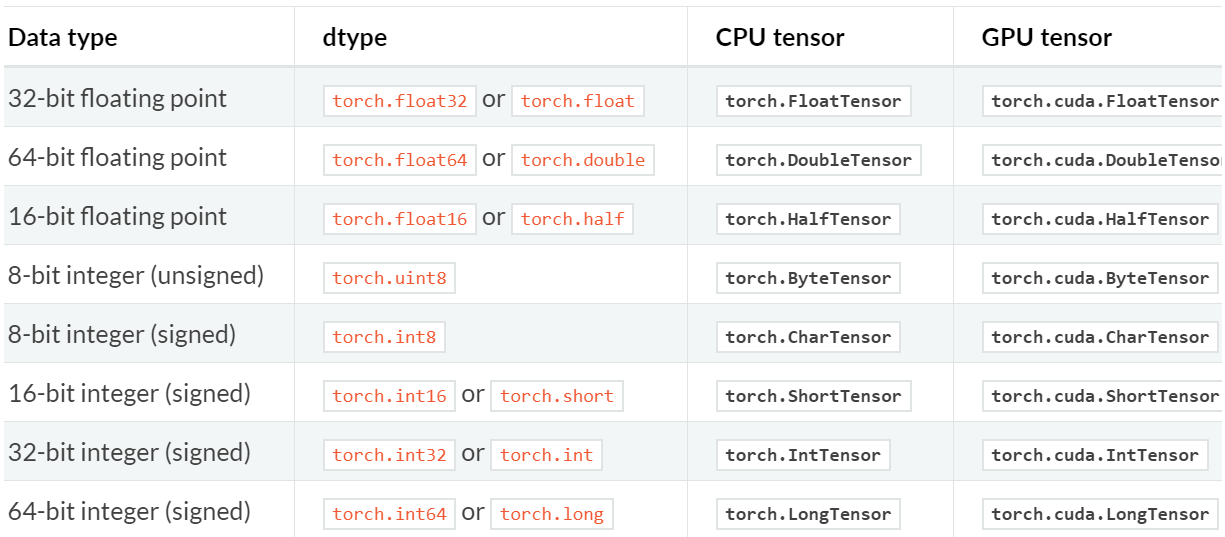 Data type dtype CPU tensor GPU tensor
32-bit floating point torch.float32 or torch.float torch.FloatTensor torch.cuda.FloatTensor
64-bit floating point torch.float64 or torch.double torch.DoubleTensor torch.cuda.DoubleTenso
16-bit floating point torch.float16 or torch.half torch.HalfTensor torch.cuda.HalfTensor
8-bit integer (unsigned) torch.uint8 torch.ByteTensor torch.cuda.ByteTensor
8-bit integer (signed) torch.int8 torch.CharTensor torch.cuda.CharTensor
16-bit integer (signed) torch.int16 or torch.short torch.ShortTensor torch.cuda.ShortTensor
32-bit integer (signed) torch.int32 or torch.int torch.IntTensor torch.cuda.IntTensor
64-bit integer (signed) torch.int64 or torch.long torch.LongTensor torch.cuda.LongTensor